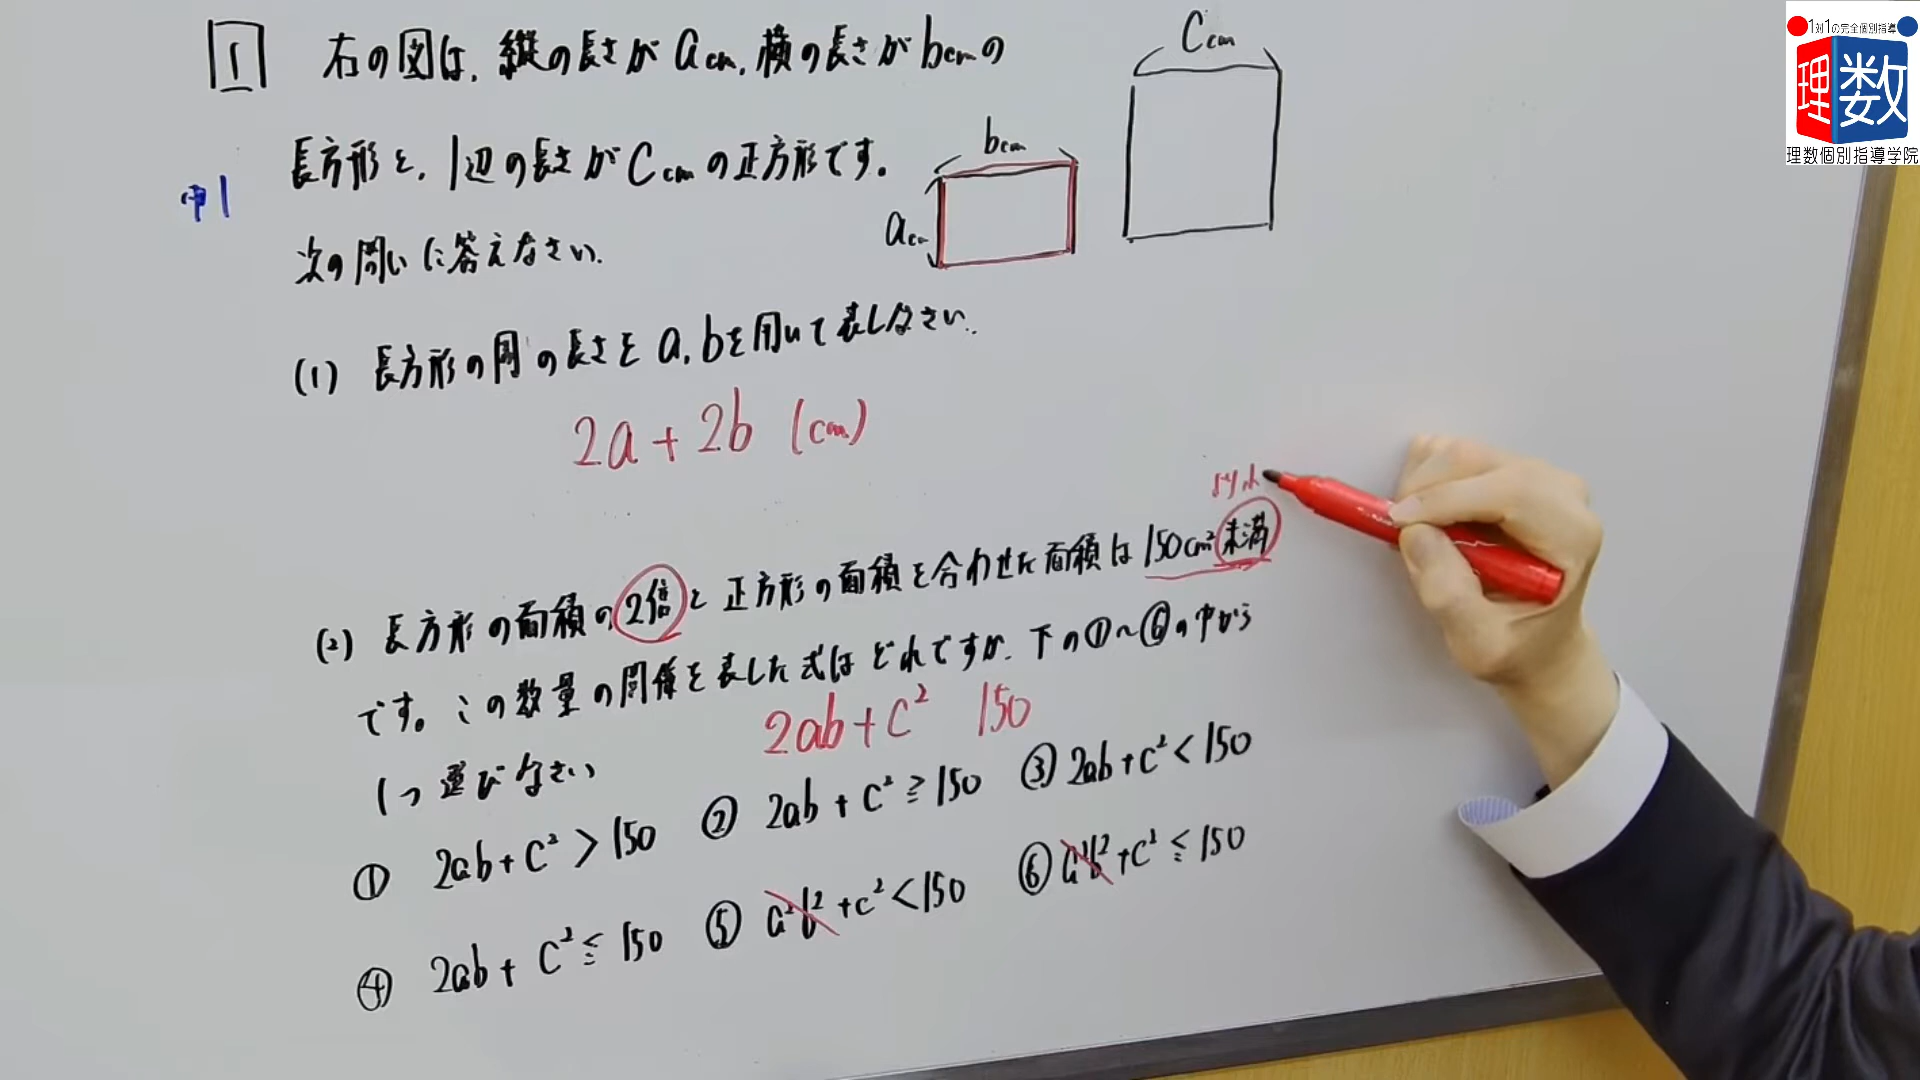 1 右の図は、縦の長さがacm、横の長さがbcmの
長方形と、1辺の長さがCcmの正方形です。
次の問いに答えなさい。
中1
bcm
acm
Ccm
(1) 長方形の周の長さをa,bを用いて表しなさい。
2a+2b (cm)
より小
(2) 長方形の面積の2倍と正方形の面積を合わせた面積は150cm²未満
です。この数量の関係を表した式はどれですか。下の①~⑥の中から
1つ選びなさい
2ab+C² 150
① 2ab+C²>150 ② 2ab+C²≧150 ③ 2ab+C²<150
④ 2ab+C²≦150 ⑤ a²b²+c²<150 ⑥ a²b²+C²≦150
1対1の完全個別指導
理数
理数個別指導学院